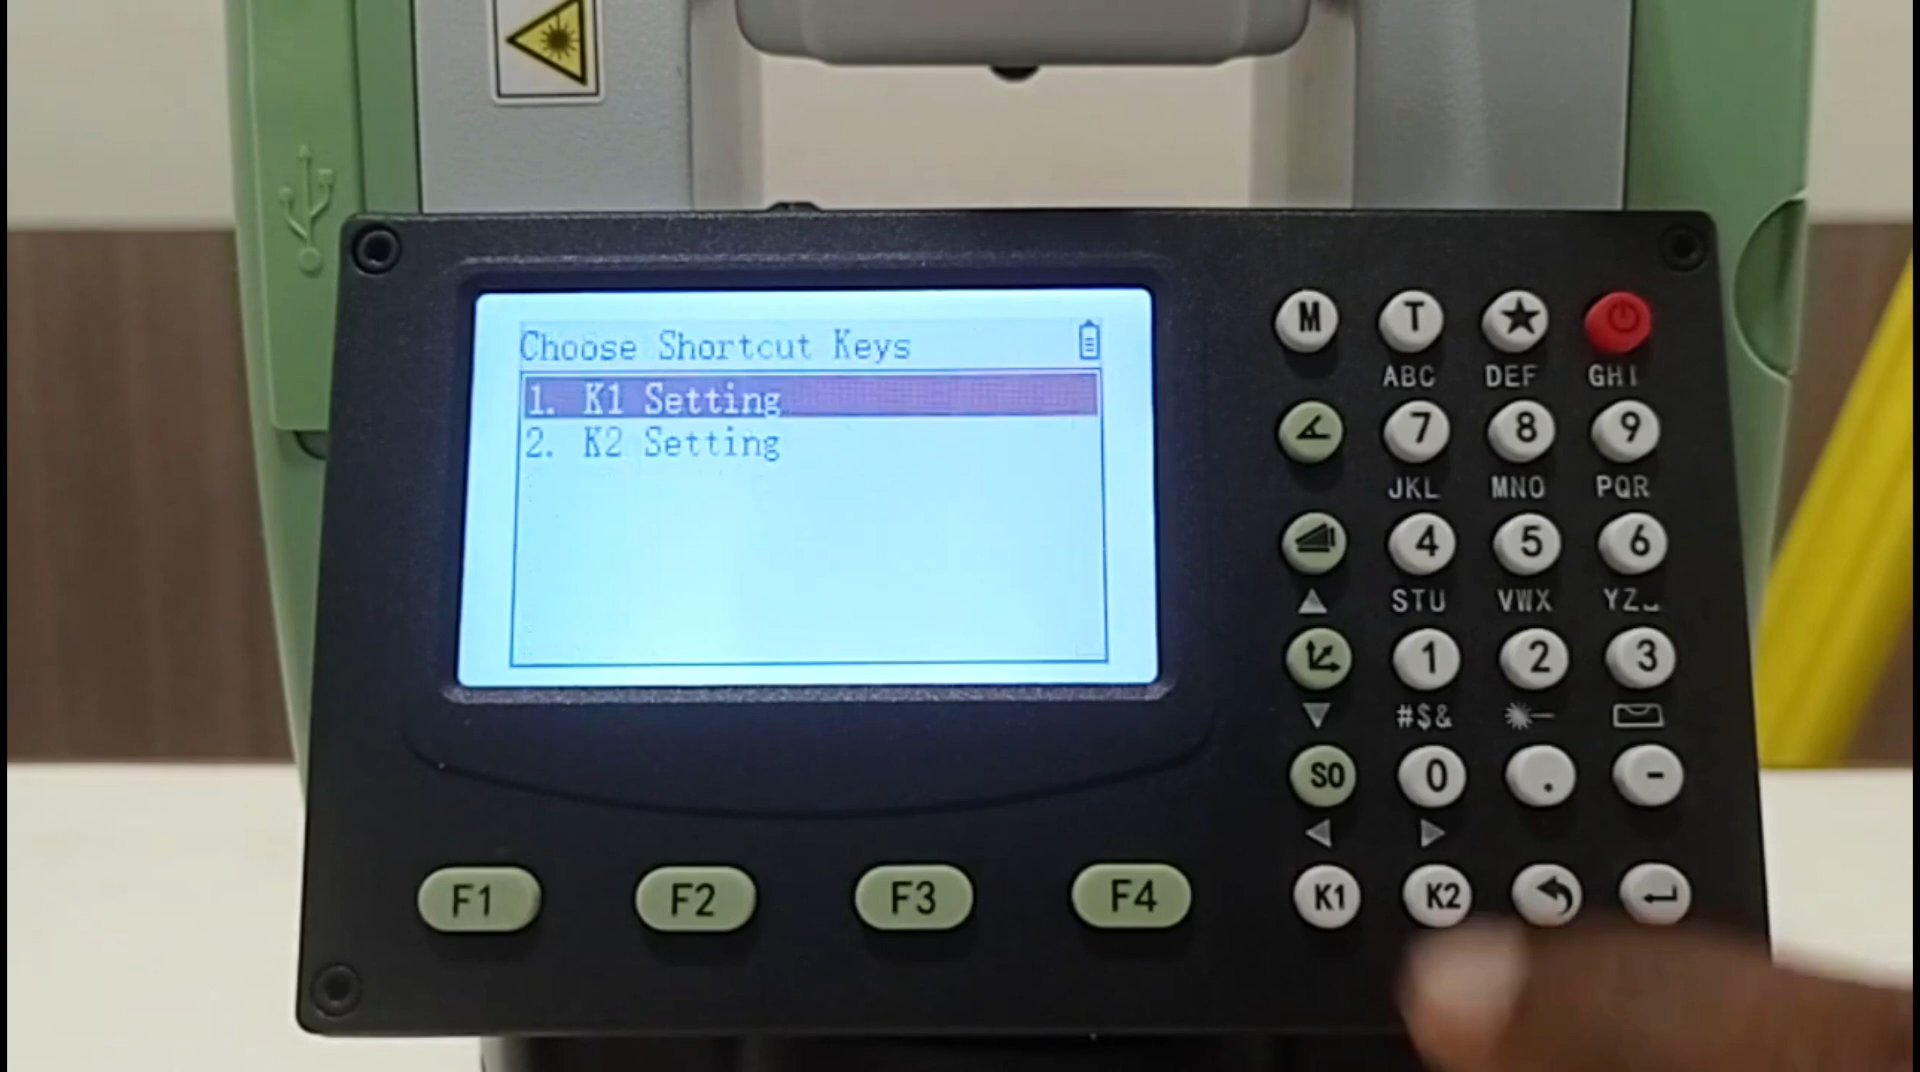 Choose Shortcut Keys
1. K1 Setting
2. K2 Setting
M T
ABC DEF GHI
7 8 9
JKL MNO PQR
4 5 6
STU VWX YZ_
1 2 3
#$&
SO 0 . -
F1 F2 F3 F4 K1 K2